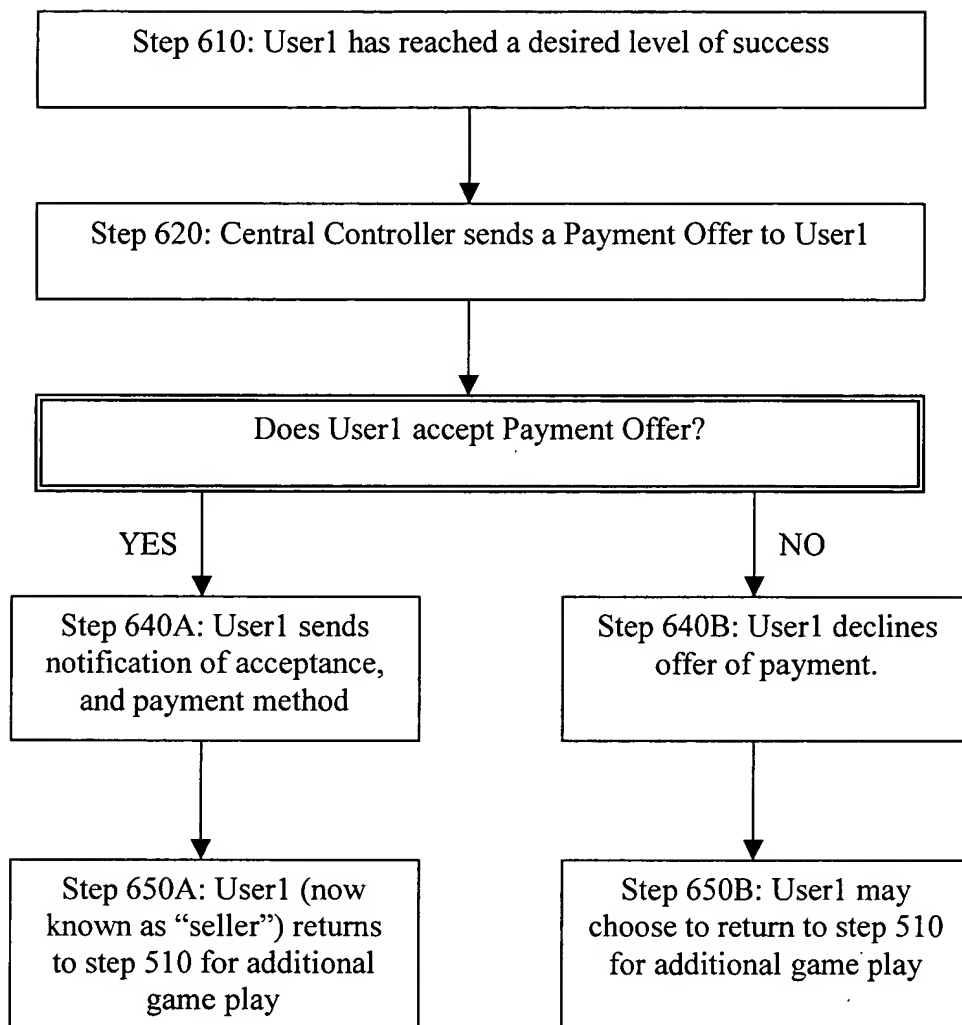 Step 610: User1 has reached a desired level of success
Step 620: Central Controller sends a Payment Offer to User1
Does User1 accept Payment Offer?
YES
NO
Step 640A: User1 sends
notification of acceptance,
and payment method
Step 640B: User1 declines
offer of payment.
Step 650A: User1 (now
known as “seller”) returns
to step 510 for additional
game play
Step 650B: User1 may
choose to return to step 510
for additional game play